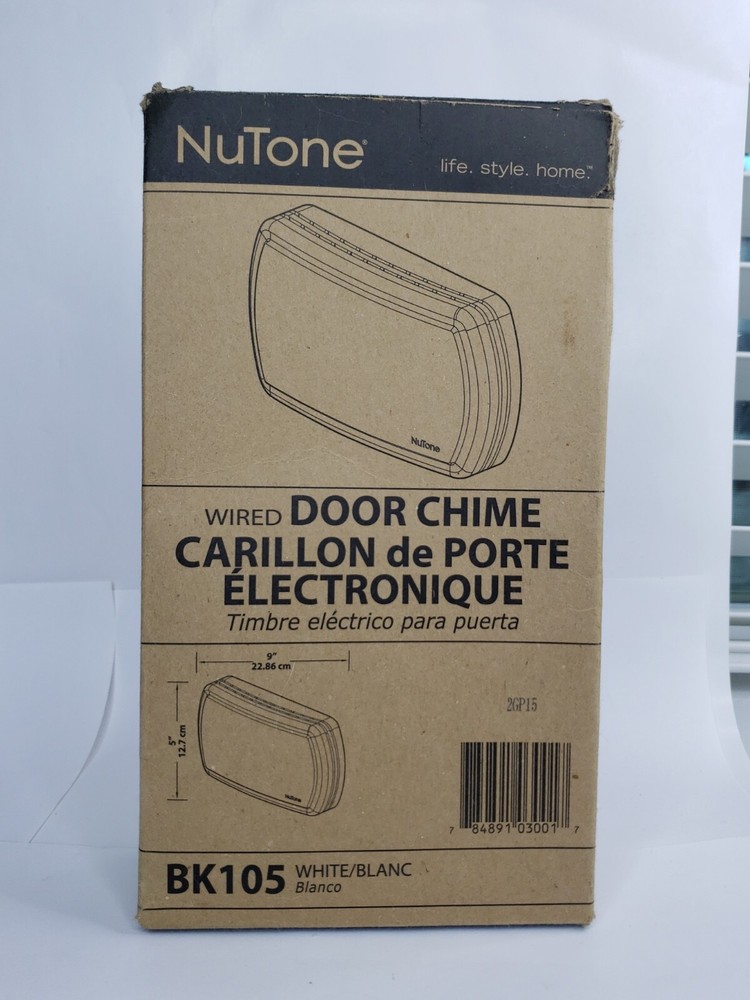 NuTone®
life. style. home.™
NuTone
WIRED DOOR CHIME
CARILLON de PORTE
ÉLECTRONIQUE
Timbre eléctrico para puerta
9"
22.86 cm
5"
12.7 cm
NuTone
2GP15
7 84891 03001 7
BK105 WHITE/BLANC
Blanco